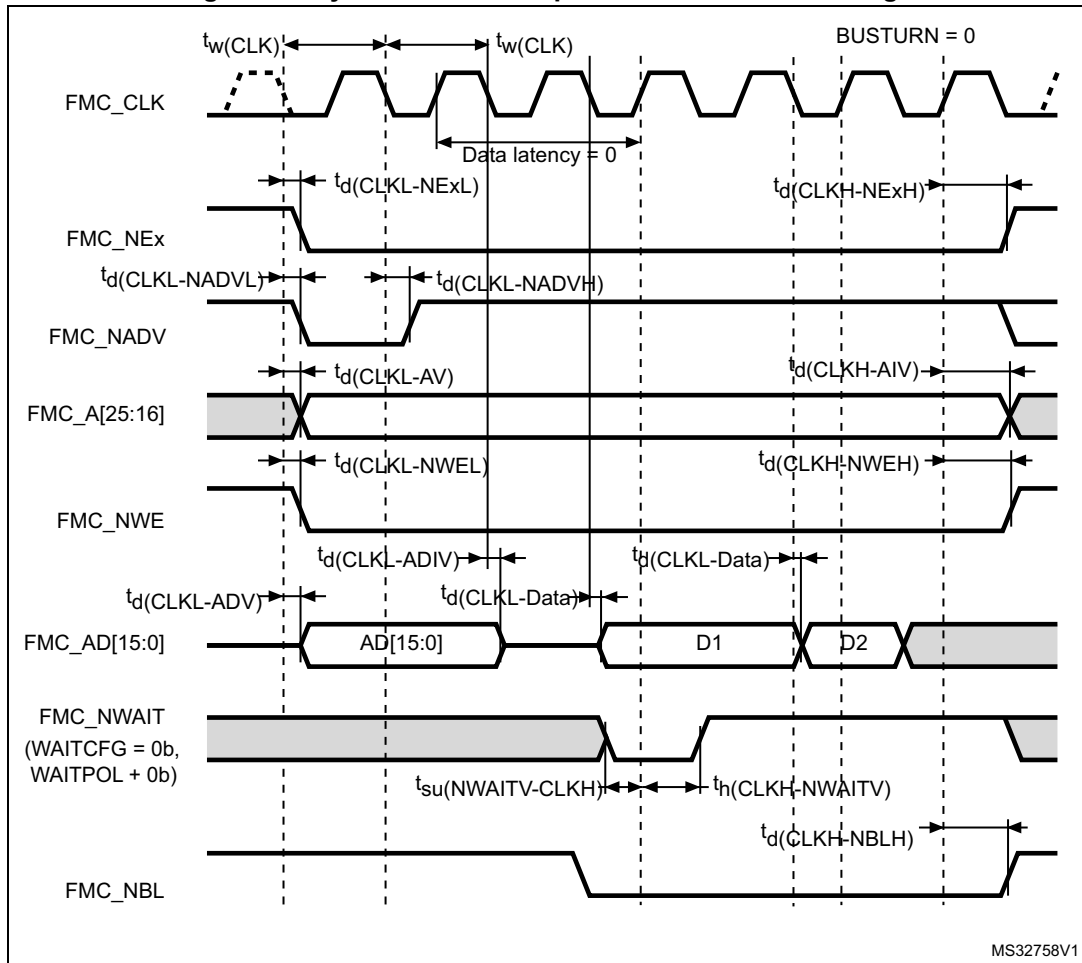 tw(CLK) tw(CLK) BUSTURN = 0
FMC_CLK
Data latency = 0
td(CLKL-NExL) td(CLKH-NExH)
FMC_NEx
td(CLKL-NADVL) td(CLKL-NADVH)
FMC_NADV
td(CLKL-AV) td(CLKH-AIV)
FMC_A[25:16]
td(CLKL-NWEL) td(CLKH-NWEH)
FMC_NWE
td(CLKL-ADIV) td(CLKL-Data)
td(CLKL-ADV) td(CLKL-Data)
FMC_AD[15:0] AD[15:0] D1 D2
FMC_NWAIT
(WAITCFG = 0b,
WAITPOL + 0b)
tsu(NWAITV-CLKH) th(CLKH-NWAITV)
td(CLKH-NBLH)
FMC_NBL
MS32758V1